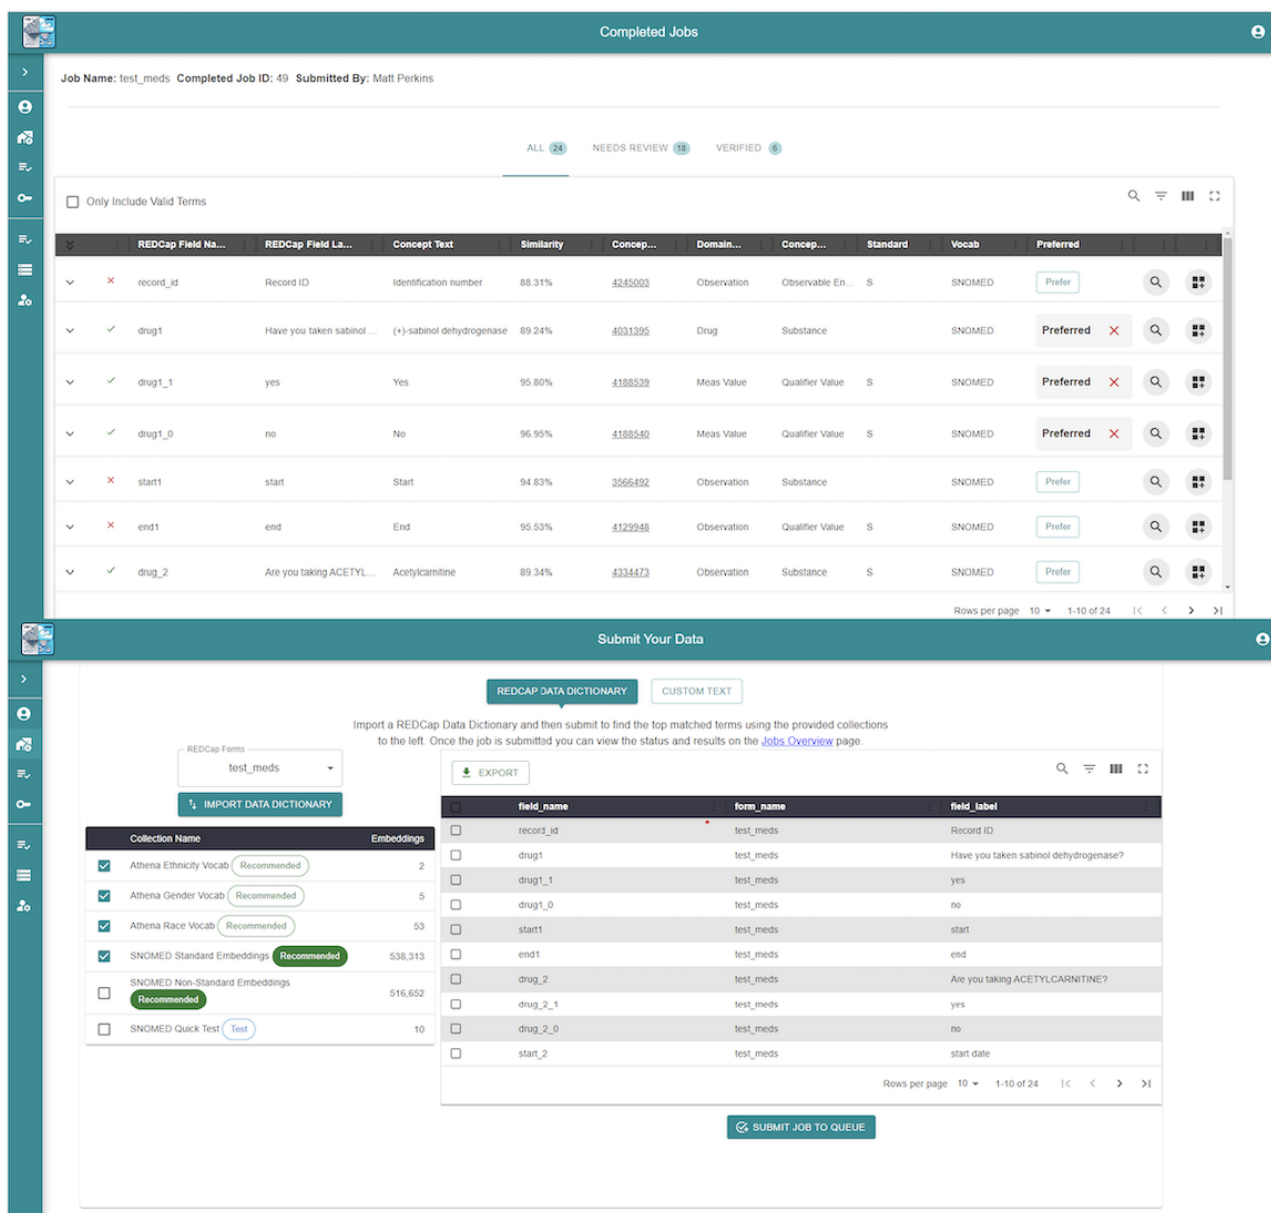 Completed Jobs
Job Name: test_meds Completed Job ID: 49 Submitted By: Matt Perkins
ALL 24 NEEDS REVIEW 18 VERIFIED 6
Only Include Valid Terms
REDCap Field Na... REDCap Field La... Concept Text Similarity Concep... Domain... Concep... Standard Vocab Preferred
record_id Record ID Identification number 88.31% 4245003 Observation Observable En... S SNOMED Prefer
drug1 Have you taken sabinol ... (+)-sabinol dehydrogenase 89.24% 4031395 Drug Substance SNOMED Preferred
drug1_1 yes Yes 95.80% 4188539 Meas Value Qualifier Value S SNOMED Preferred
drug1_0 no No 96.95% 4188540 Meas Value Qualifier Value S SNOMED Preferred
start1 start Start 94.83% 3566492 Observation Substance SNOMED Prefer
end1 end End 95.53% 4129948 Observation Qualifier Value S SNOMED Prefer
drug_2 Are you taking ACETYL... Acetylcarnitine 89.34% 4334473 Observation Substance S SNOMED Prefer
Rows per page 10 1-10 of 24
Submit Your Data
REDCAP DATA DICTIONARY CUSTOM TEXT
Import a REDCap Data Dictionary and then submit to find the top matched terms using the provided collections
to the left. Once the job is submitted you can view the status and results on the Jobs Overview page.
REDCap Forms
test_meds
IMPORT DATA DICTIONARY
Collection Name Embeddings
Athena Ethnicity Vocab Recommended 2
Athena Gender Vocab Recommended 5
Athena Race Vocab Recommended 53
SNOMED Standard Embeddings Recommended 538,313
SNOMED Non-Standard Embeddings
Recommended 516,652
SNOMED Quick Test Test 10
EXPORT
field_name form_name field_label
record_id test_meds Record ID
drug1 test_meds Have you taken sabinol dehydrogenase?
drug1_1 test_meds yes
drug1_0 test_meds no
start1 test_meds start
end1 test_meds end
drug_2 test_meds Are you taking ACETYLCARNITINE?
drug_2_1 test_meds yes
drug_2_0 test_meds no
start_2 test_meds start date
Rows per page 10 1-10 of 24
SUBMIT JOB TO QUEUE